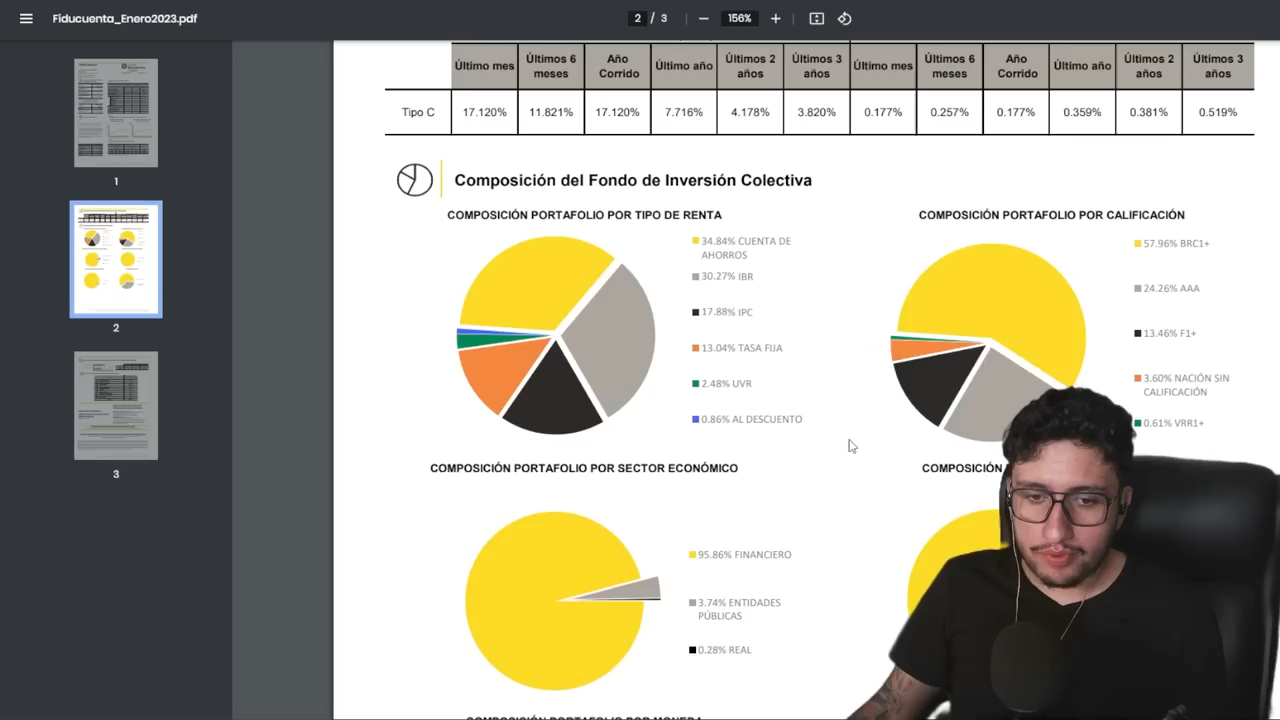 Fiducuenta_Enero2023.pdf
2 / 3
156%
1
2
3
Último mes
Últimos 6 meses
Año Corrido
Último año
Últimos 2 años
Últimos 3 años
Último mes
Últimos 6 meses
Año Corrido
Último año
Últimos 2 años
Últimos 3 años
Tipo C 17.120% 11.821% 17.120% 7.716% 4.178% 3.820% 0.177% 0.257% 0.177% 0.359% 0.381% 0.519%
Composición del Fondo de Inversión Colectiva
COMPOSICIÓN PORTAFOLIO POR TIPO DE RENTA
34.84% CUENTA DE
AHORROS
30.27% IBR
17.88% IPC
13.04% TASA FIJA
2.48% UVR
0.86% AL DESCUENTO
COMPOSICIÓN PORTAFOLIO POR CALIFICACIÓN
57.96% BRC1+
24.26% AAA
13.46% F1+
3,60% NACIÓN SIN
CALIFICACIÓN
0.61% VRR1+
COMPOSICIÓN PORTAFOLIO POR SECTOR ECONÓMICO
95.86% FINANCIERO
3.74% ENTIDADES
PÚBLICAS
0.28% REAL
COMPOSICIÓN
COMPOSICIÓN PORTAFOLIO POR MONEDA